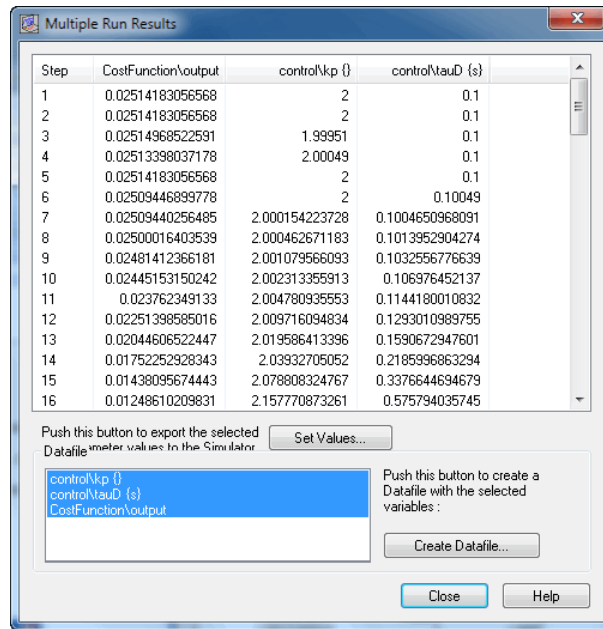 Multiple Run Results
Step CostFunction\output control\kp {} control\tauD {s}
1 0.02514183056568 2 0.1
2 0.02514183056568 2 0.1
3 0.02514968522591 1.99951 0.1
4 0.02513398037178 2.00049 0.1
5 0.02514183056568 2 0.1
6 0.02509446899778 2 0.10049
7 0.02509440256485 2.000154223728 0.1004650968091
8 0.02500016403539 2.000462671183 0.1013952904274
9 0.02481412366181 2.001079566093 0.1032556776639
10 0.02445153150242 2.002313355913 0.106976452137
11 0.023762349133 2.004780935553 0.1144180010832
12 0.02251398585016 2.009716094834 0.1293010989755
13 0.02044606522447 2.019586413396 0.1590672947601
14 0.01752252928343 2.03932705052 0.2185996863294
15 0.01438095674443 2.078808324767 0.3376644694679
16 0.01248610209831 2.157770873261 0.575794035745
Push this button to export the selected
Set Values...
Datafile meter values to the Simulator
control\kp {}
control\tauD {s}
CostFunction\output
Push this button to create a
Datafile with the selected
variables :
Create Datafile...
Close Help